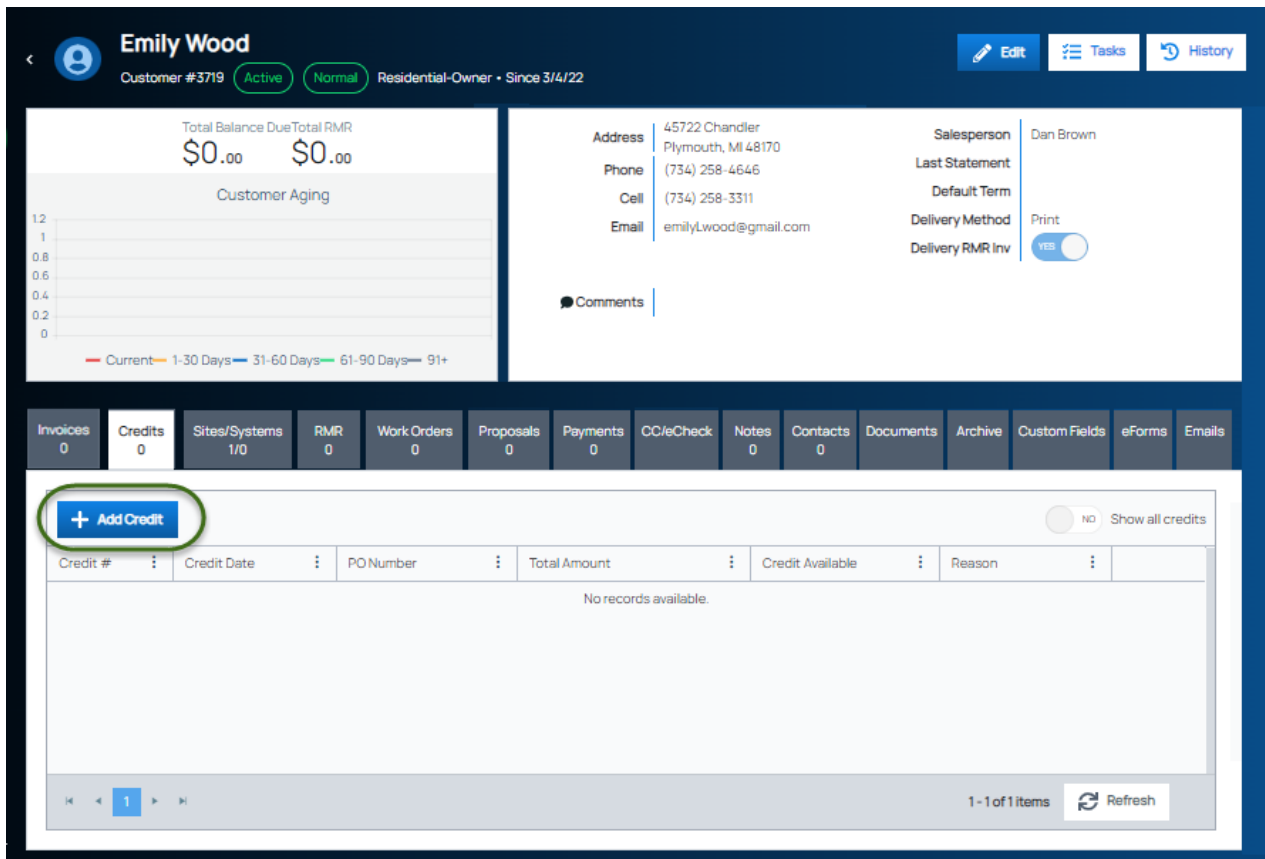 Emily Wood
Customer #3719 Active Normal Residential-Owner • Since 3/4/22
Edit
Tasks
History
Total Balance Due Total RMR
$0.00 $0.00
Customer Aging
1.2
1
0.8
0.6
0.4
0.2
0
Current 1-30 Days 31-60 Days 61-90 Days 91+
Address 45722 Chandler
Plymouth, MI 48170
Phone (734) 258-4646
Cell (734) 258-3311
Email emilyLwood@gmail.com
Comments
Salesperson Dan Brown
Last Statement
Default Term
Delivery Method Print
Delivery RMR Inv YES
Invoices Credits Sites/Systems RMR Work Orders Proposals Payments CC/eCheck Notes Contacts Documents Archive Custom Fields eForms Emails
0 0 1/0 0 0 0 0 0 0
+ Add Credit NO Show all credits
Credit # Credit Date PO Number Total Amount Credit Available Reason
No records available.
1 1 - 1 of 1 items Refresh